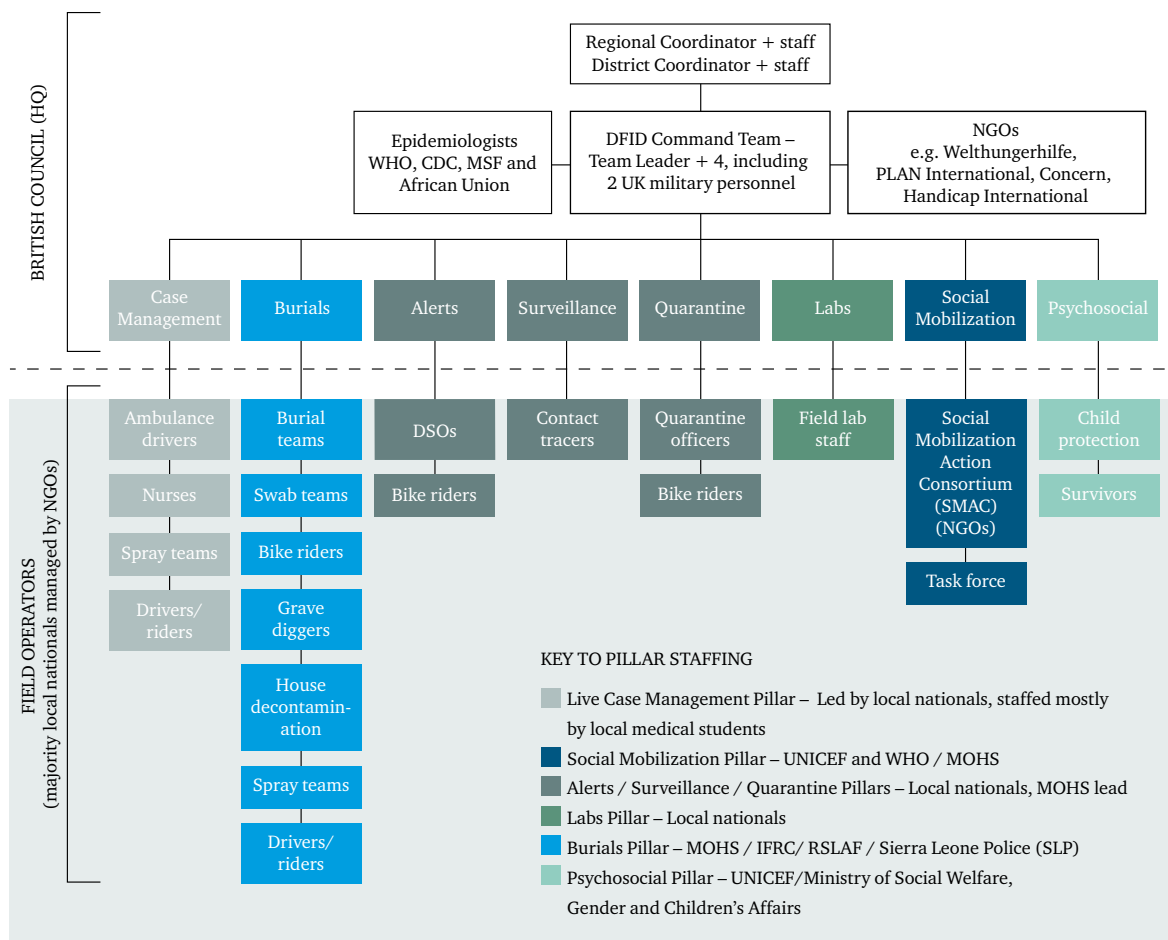 BRITISH COUNCIL (HQ)
Regional Coordinator + staff
District Coordinator + staff
Epidemiologists
WHO, CDC, MSF and
African Union
DFID Command Team –
Team Leader + 4, including
2 UK military personnel
NGOs
e.g. Welthungerhilfe,
PLAN International, Concern,
Handicap International
Case
Management
Burials
Alerts
Surveillance
Quarantine
Labs
Social
Mobilization
Psychosocial
FIELD OPERATORS
(majority local nationals managed by NGOs)
Ambulance
drivers
Nurses
Spray teams
Drivers/
riders
Burial
teams
Swab teams
Bike riders
Grave
diggers
House
decontamin-
ation
Spray teams
Drivers/
riders
DSOs
Bike riders
Contact
tracers
Quarantine
officers
Bike riders
Field lab
staff
Social
Mobilization
Action
Consortium
(SMAC)
(NGOs)
Task force
Child
protection
Survivors
KEY TO PILLAR STAFFING
Live Case Management Pillar – Led by local nationals, staffed mostly
by local medical students
Social Mobilization Pillar – UNICEF and WHO / MOHS
Alerts / Surveillance / Quarantine Pillars – Local nationals, MOHS lead
Labs Pillar – Local nationals
Burials Pillar – MOHS / IFRC/ RSLAF / Sierra Leone Police (SLP)
Psychosocial Pillar – UNICEF/Ministry of Social Welfare,
Gender and Children’s Affairs